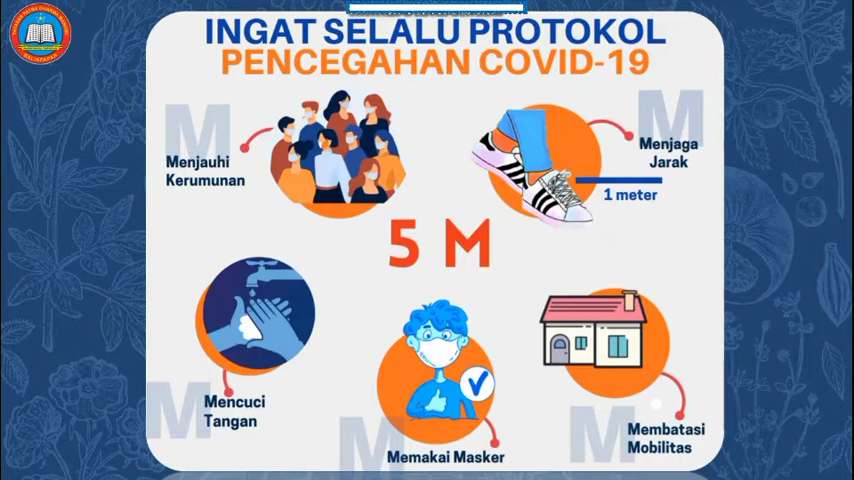 INGAT SELALU PROTOKOL
PENCEGAHAN COVID-19
M
Menjauhi
Kerumunan
M
Menjaga
Jarak
1 meter
5 M
M
Mencuci
Tangan
M
Memakai Masker
M
Membatasi
Mobilitas
BALIKPAPAN